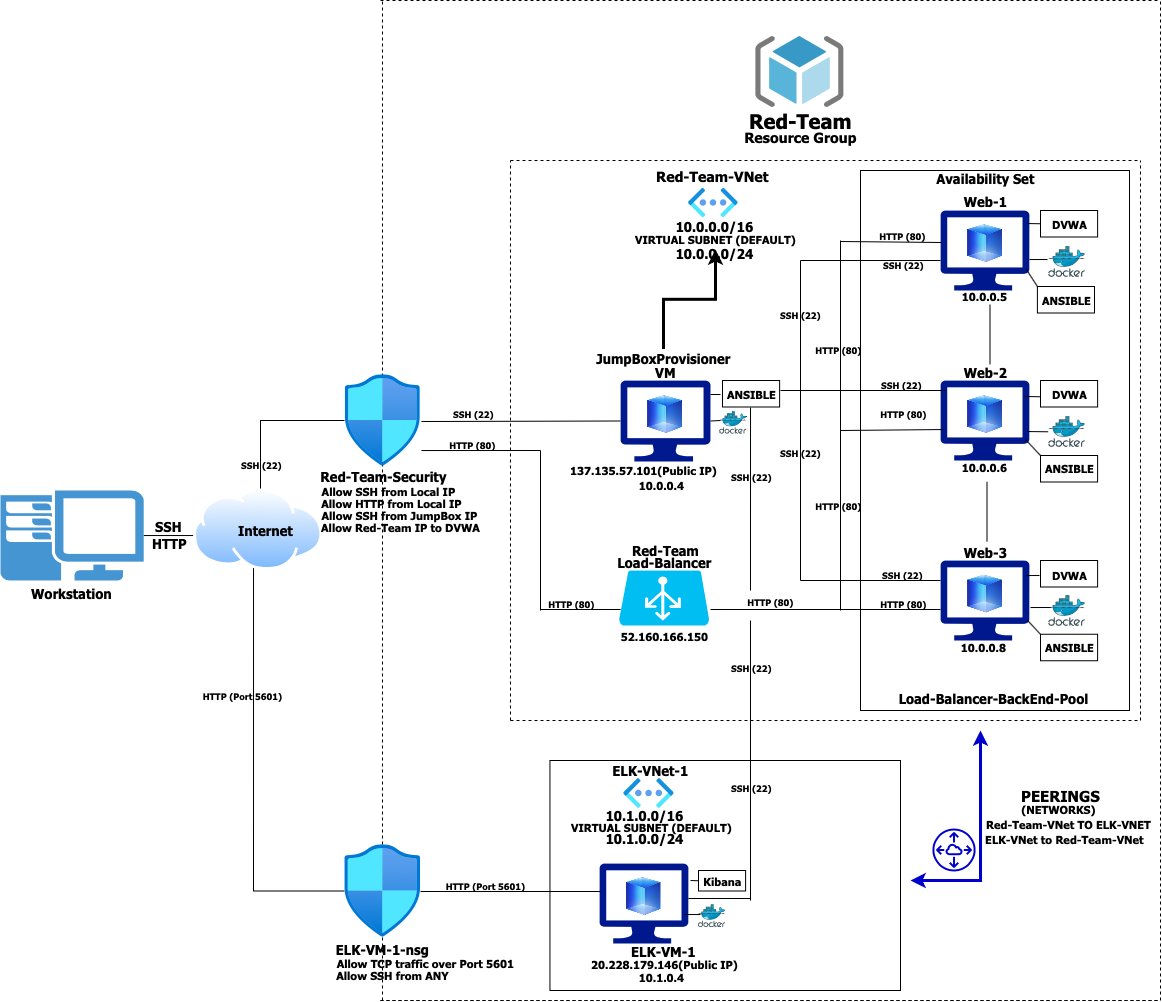 Red-Team
Resource Group
Red-Team-VNet
10.0.0.0/16
VIRTUAL SUBNET (DEFAULT)
10.0.0.0/24
Availability Set
Web-1
DVWA
docker
ANSIBLE
10.0.0.5
HTTP (80)
SSH (22)
SSH (22)
HTTP (80)
JumpBoxProvisioner
VM
ANSIBLE
docker
137.135.57.101(Public IP)
10.0.0.4
Web-2
DVWA
docker
ANSIBLE
10.0.0.6
SSH (22)
HTTP (80)
SSH (22)
SSH (22)
HTTP (80)
SSH (22)
HTTP (80)
SSH (22)
Red-Team-Security
Allow SSH from Local IP
Allow HTTP from Local IP
Allow SSH from JumpBox IP
Allow Red-Team IP to DVWA
SSH
HTTP
Internet
Workstation
Red-Team
Load-Balancer
52.160.166.150
HTTP (80)
HTTP (80)
Web-3
DVWA
docker
ANSIBLE
10.0.0.8
SSH (22)
HTTP (80)
Load-Balancer-BackEnd-Pool
SSH (22)
HTTP (Port 5601)
ELK-VNet-1
10.1.0.0/16
VIRTUAL SUBNET (DEFAULT)
10.1.0.0/24
SSH (22)
PEERINGS
(NETWORKS)
Red-Team-VNet TO ELK-VNET
ELK-VNet to Red-Team-VNet
HTTP (Port 5601)
Kibana
docker
ELK-VM-1
20.228.179.146(Public IP)
10.1.0.4
ELK-VM-1-nsg
Allow TCP traffic over Port 5601
Allow SSH from ANY